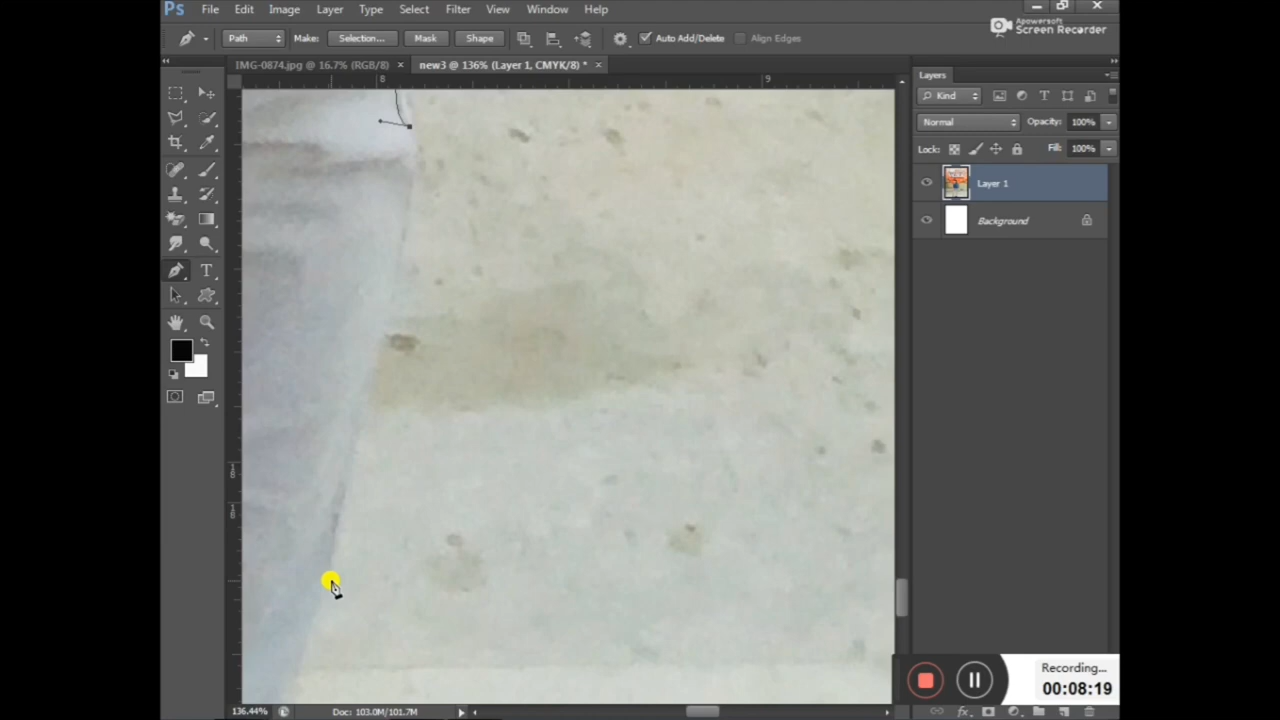 Ps File Edit Image Layer Type Select Filter View Window Help
Apowersoft
Screen Recorder
Path Make: Selection... Mask Shape Auto Add/Delete Align Edges
IMG-0874.jpg @ 16.7% (RGB/8) × new3 @ 136% (Layer 1, CMYK/8) * ×
8 9
Layers
Kind
Normal Opacity: 100%
Lock: Fill: 100%
Layer 1
Background
T
Recording...
00:08:19
136.44% Doc: 103.0M/101.7M
fx